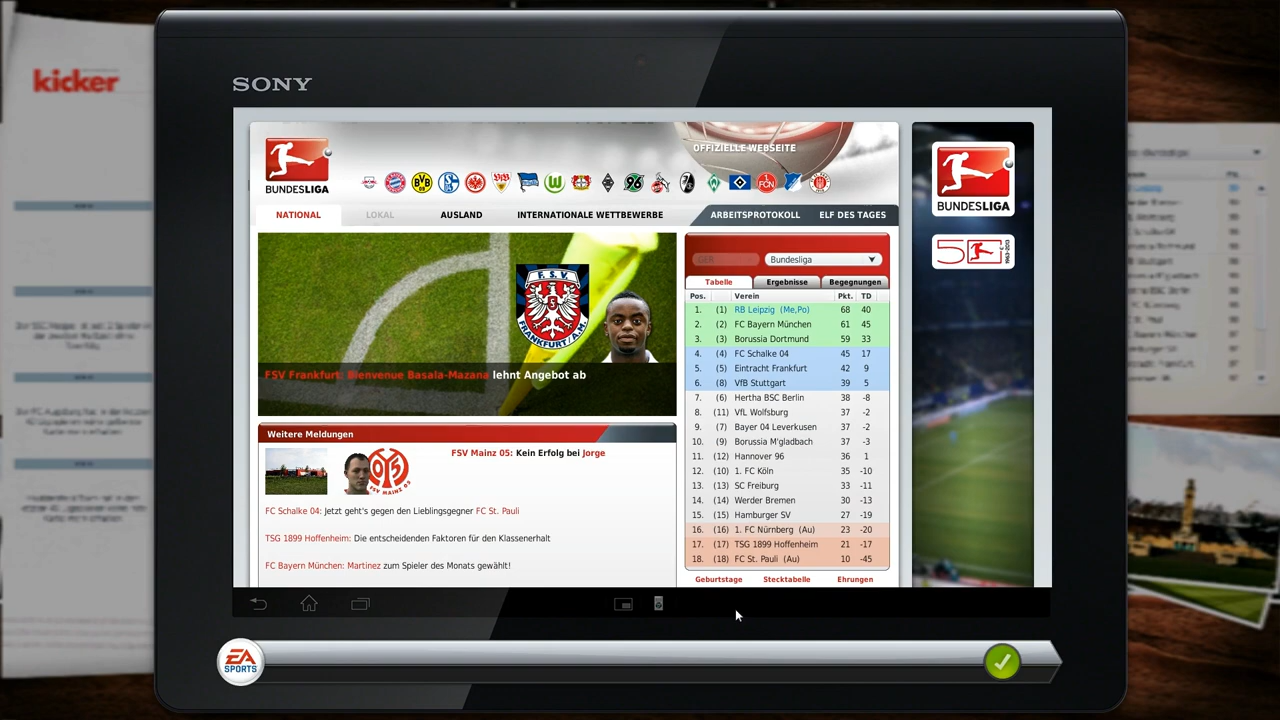 kicker
SONY
BUNDESLIGA
OFFIZIELLE WEBSEITE
BUNDESLIGA
NATIONAL LOKAL AUSLAND INTERNATIONALE WETTBEWERBE ARBEITSPROTOKOLL ELF DES TAGES
50
1963-2013
GER Bundesliga
Tabelle Ergebnisse Begegnungen
Pos. Verein Pkt. TD
1. (1) RB Leipzig (Me,Po) 68 40
2. (2) FC Bayern München 61 45
3. (3) Borussia Dortmund 59 33
4. (4) FC Schalke 04 45 17
5. (5) Eintracht Frankfurt 42 9
6. (8) VfB Stuttgart 39 5
7. (6) Hertha BSC Berlin 38 -8
8. (11) VfL Wolfsburg 37 -2
9. (7) Bayer 04 Leverkusen 37 -2
10. (9) Borussia M'gladbach 37 -3
11. (12) Hannover 96 36 1
12. (10) 1. FC Köln 35 -10
13. (13) SC Freiburg 33 -11
14. (14) Werder Bremen 30 -13
15. (15) Hamburger SV 27 -19
16. (16) 1. FC Nürnberg (Au) 23 -20
17. (17) TSG 1899 Hoffenheim 21 -17
18. (18) FC St. Pauli (Au) 10 -45
Geburtstage Stecktabelle Ehrungen
F.S.V.
FRANKFURT/A.M.
FSV Frankfurt: Bienvenue Basala-Mazana lehnt Angebot ab
Weitere Meldungen
FSV MAINZ 05
FSV Mainz 05: Kein Erfolg bei Jorge
FC Schalke 04: Jetzt geht's gegen den Lieblingsgegner FC St. Pauli
TSG 1899 Hoffenheim: Die entscheidenden Faktoren für den Klassenerhalt
FC Bayern München: Martinez zum Spieler des Monats gewählt!
EA
SPORTS